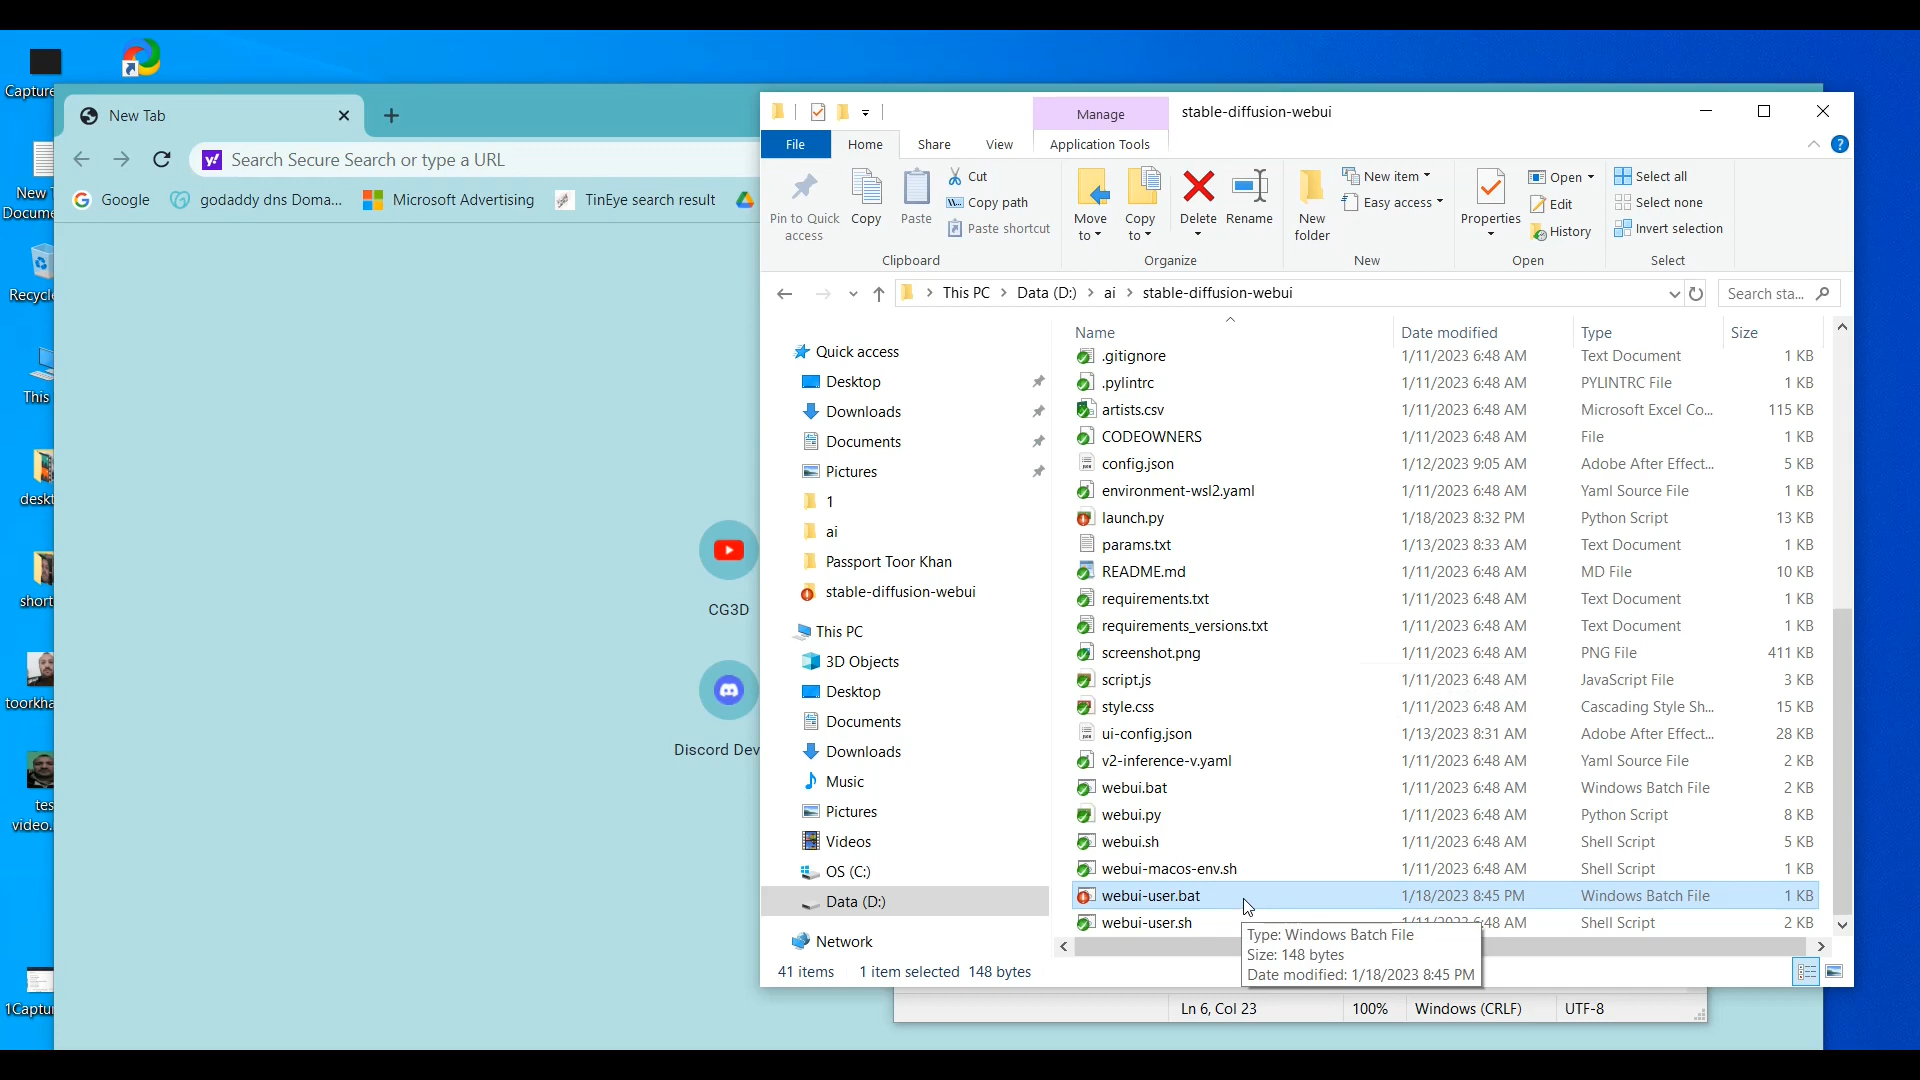 Capture
New T
Docume
Recycle
This
deskt
short
toorkha
tes
video.
1Captur
New Tab
Search Secure Search or type a URL
Google
godaddy dns Doma...
Microsoft Advertising
TinEye search result
CG3D
Discord Dev
Manage
stable-diffusion-webui
File
Home
Share
View
Application Tools
Pin to Quick
access
Copy
Paste
Cut
Copy path
Paste shortcut
Clipboard
Move
to
Copy
to
Delete
Rename
Organize
New
folder
New item
Easy access
New
Properties
Open
Edit
History
Open
Select all
Select none
Invert selection
Select
This PC
Data (D:)
ai
stable-diffusion-webui
Search sta...
Quick access
Desktop
Downloads
Documents
Pictures
1
ai
Passport Toor Khan
stable-diffusion-webui
This PC
3D Objects
Desktop
Documents
Downloads
Music
Pictures
Videos
OS (C:)
Data (D:)
Network
Name Date modified Type Size
.gitignore 1/11/2023 6:48 AM Text Document 1 KB
.pylintrc 1/11/2023 6:48 AM PYLINTRC File 1 KB
artists.csv 1/11/2023 6:48 AM Microsoft Excel Co... 115 KB
CODEOWNERS 1/11/2023 6:48 AM File 1 KB
config.json 1/12/2023 9:05 AM Adobe After Effect... 5 KB
environment-wsl2.yaml 1/11/2023 6:48 AM Yaml Source File 1 KB
launch.py 1/18/2023 8:32 PM Python Script 13 KB
params.txt 1/13/2023 8:33 AM Text Document 1 KB
README.md 1/11/2023 6:48 AM MD File 10 KB
requirements.txt 1/11/2023 6:48 AM Text Document 1 KB
requirements_versions.txt 1/11/2023 6:48 AM Text Document 1 KB
screenshot.png 1/11/2023 6:48 AM PNG File 411 KB
script.js 1/11/2023 6:48 AM JavaScript File 3 KB
style.css 1/11/2023 6:48 AM Cascading Style Sh... 15 KB
ui-config.json 1/13/2023 8:31 AM Adobe After Effect... 28 KB
v2-inference-v.yaml 1/11/2023 6:48 AM Yaml Source File 2 KB
webui.bat 1/11/2023 6:48 AM Windows Batch File 2 KB
webui.py 1/11/2023 6:48 AM Python Script 8 KB
webui.sh 1/11/2023 6:48 AM Shell Script 5 KB
webui-macos-env.sh 1/11/2023 6:48 AM Shell Script 1 KB
webui-user.bat 1/18/2023 8:45 PM Windows Batch File 1 KB
webui-user.sh 1/11/2023 6:48 AM Shell Script 2 KB
Type: Windows Batch File
Size: 148 bytes
Date modified: 1/18/2023 8:45 PM
41 items 1 item selected 148 bytes
Ln 6, Col 23 100% Windows (CRLF) UTF-8